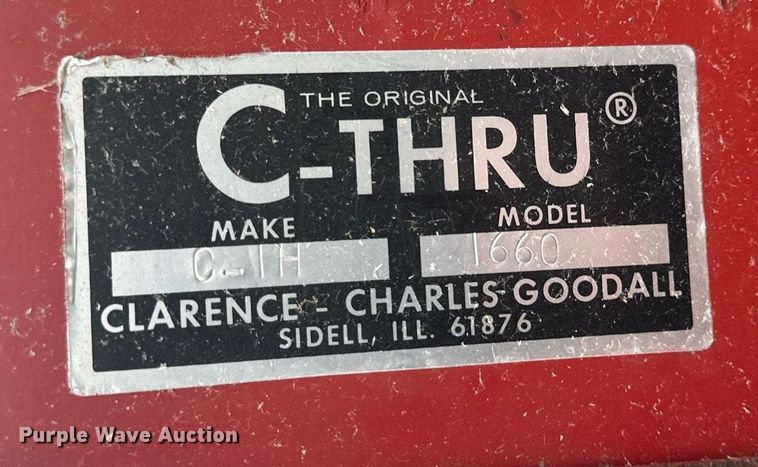 THE ORIGINAL
C-THRU®
MAKE MODEL
C-IH 1660
CLARENCE - CHARLES GOODALL
SIDELL, ILL. 61876
Purple Wave Auction